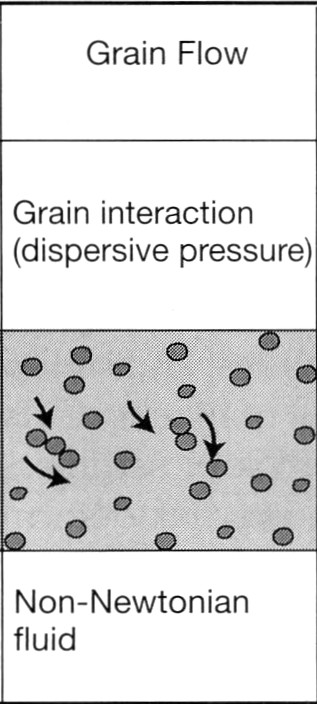 Grain Flow
Grain interaction
(dispersive pressure)
Non-Newtonian
fluid